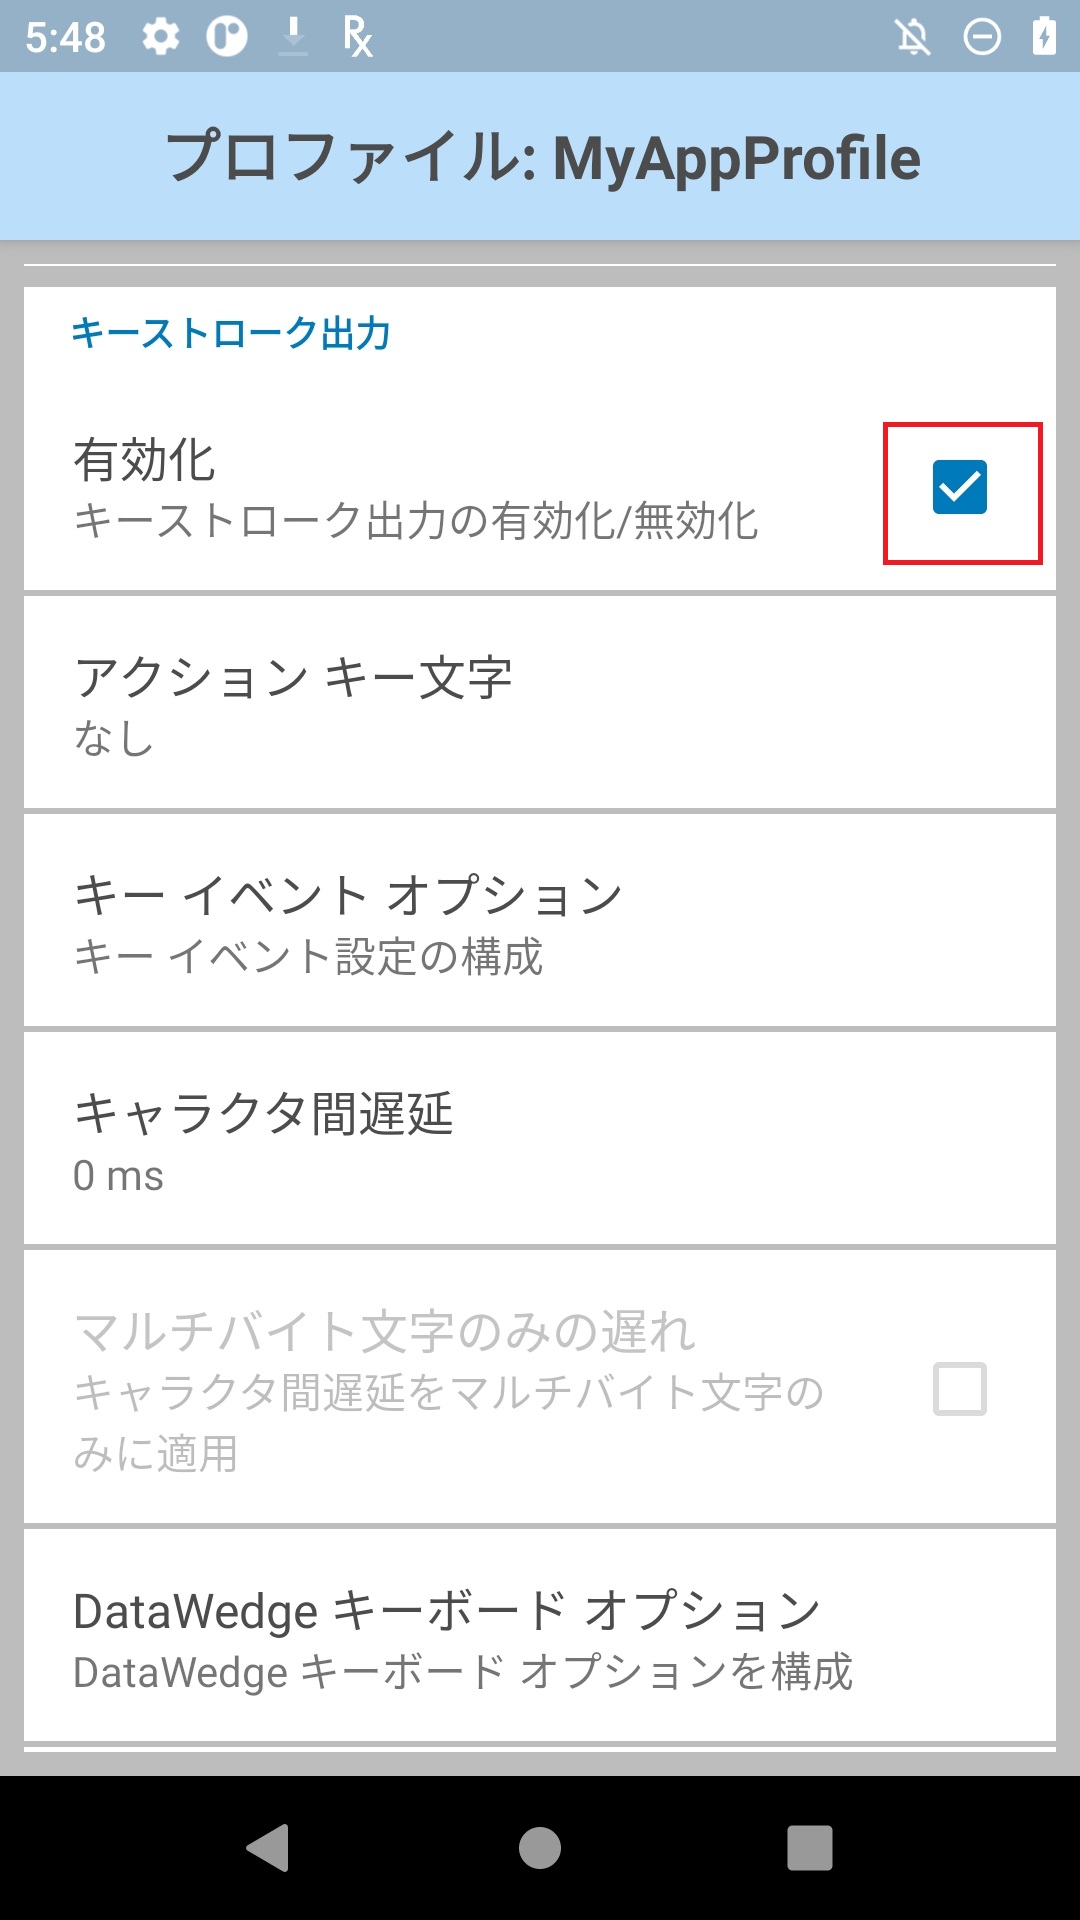 5:48
プロファイル: MyAppProfile
キーストローク出力
有効化
キーストローク出力の有効化/無効化
アクション キー文字
なし
キー イベント オプション
キー イベント設定の構成
キャラクタ間遅延
0 ms
マルチバイト文字のみの遅れ
キャラクタ間遅延をマルチバイト文字の
みに適用
DataWedge キーボード オプション
DataWedge キーボード オプションを構成